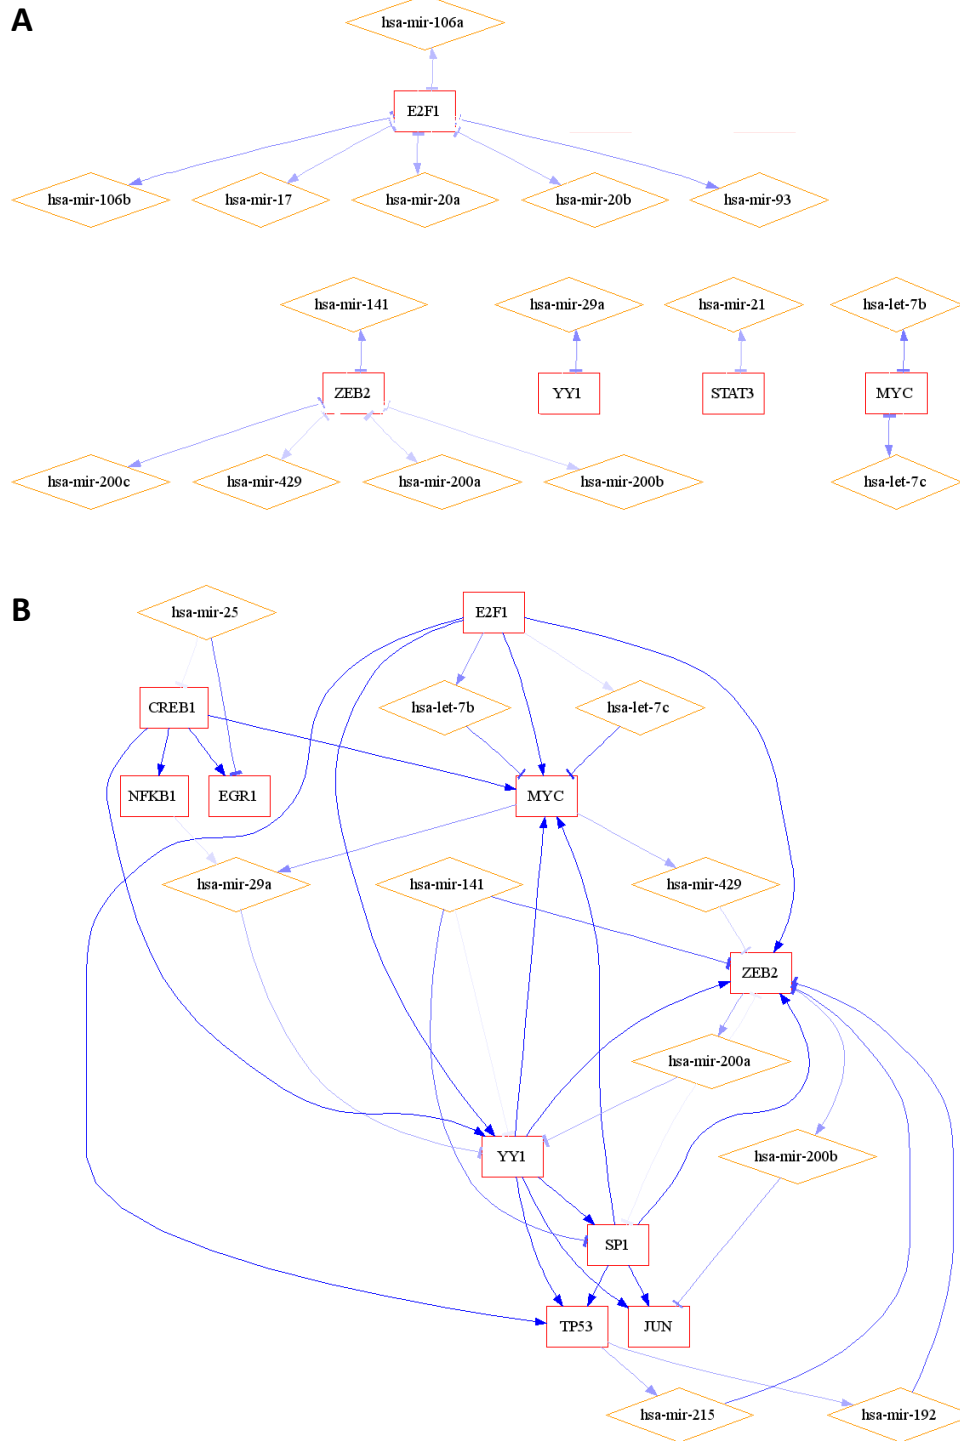 A
hsa-mir-106a
E2F1
hsa-mir-106b
hsa-mir-17
hsa-mir-20a
hsa-mir-20b
hsa-mir-93
hsa-mir-141
hsa-mir-29a
hsa-mir-21
hsa-let-7b
ZEB2
YY1
STAT3
MYC
hsa-mir-200c
hsa-mir-429
hsa-mir-200a
hsa-mir-200b
hsa-let-7c
B
hsa-mir-25
E2F1
CREB1
hsa-let-7b
hsa-let-7c
NFKB1
EGR1
MYC
hsa-mir-29a
hsa-mir-141
hsa-mir-429
ZEB2
hsa-mir-200a
YY1
hsa-mir-200b
SP1
TP53
JUN
hsa-mir-215
hsa-mir-192